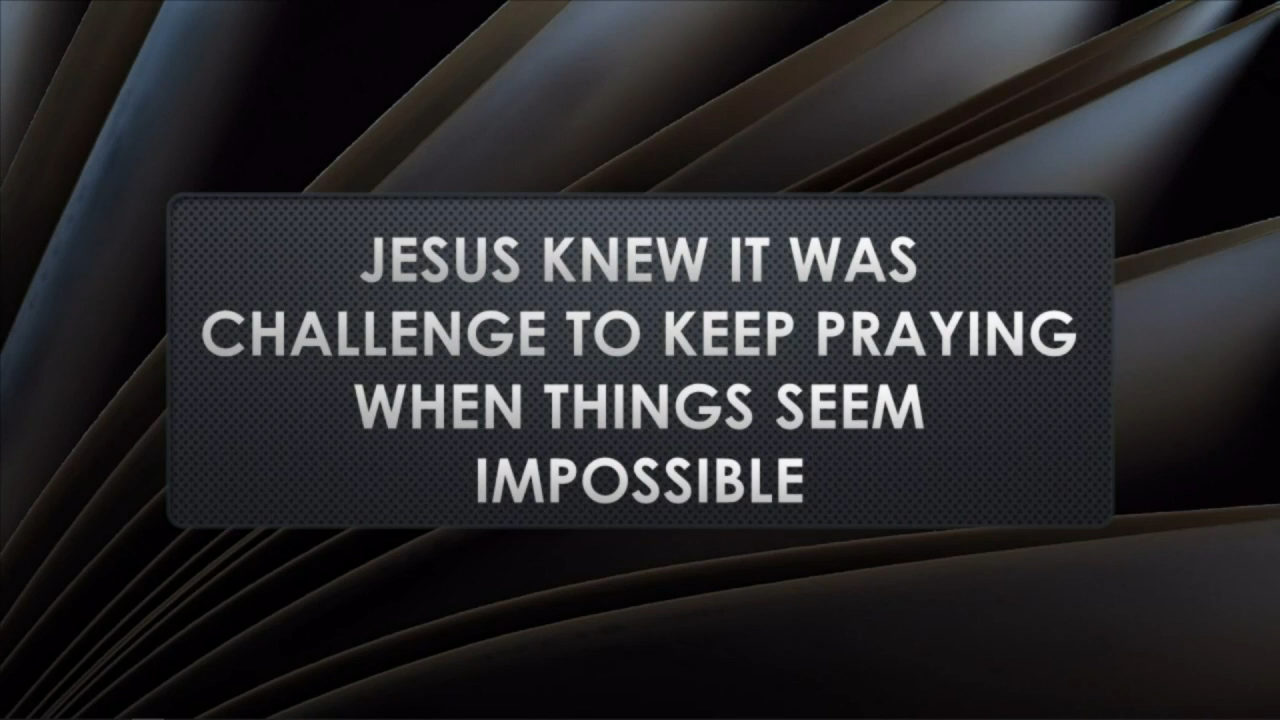 JESUS KNEW IT WAS
CHALLENGE TO KEEP PRAYING
WHEN THINGS SEEM
IMPOSSIBLE